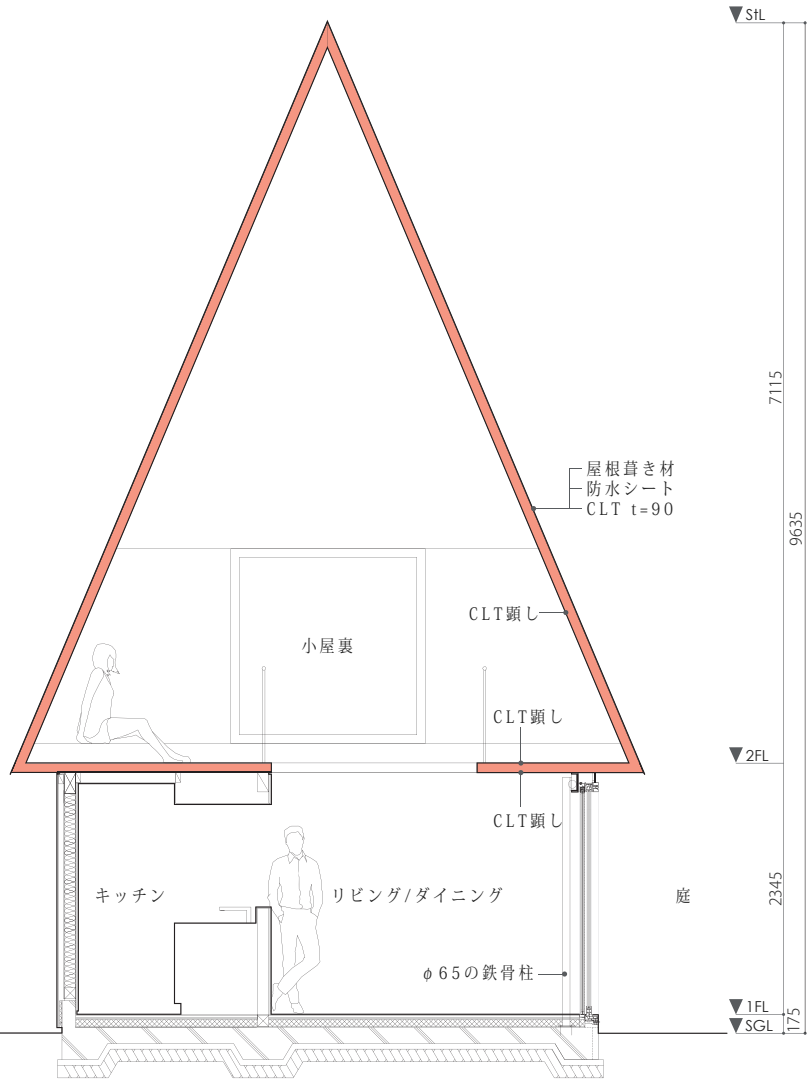 StL
7115
9635
屋根葺き材
防水シート
CLT t=90
CLT顕し
小屋裏
CLT顕し
2FL
CLT顕し
キッチン
リビング/ダイニング
庭
2345
φ65の鉄骨柱
1FL
175
SGL